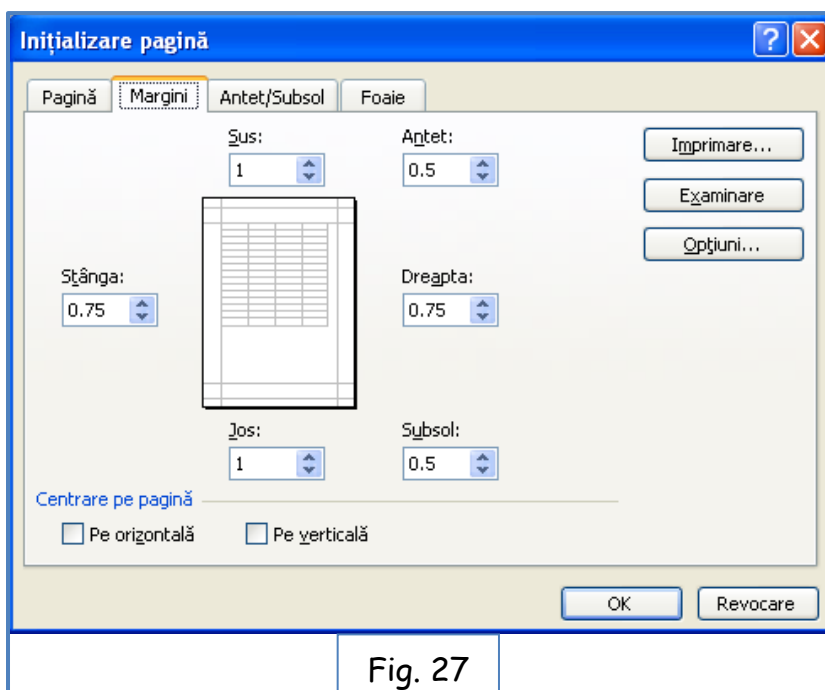 Inițializare pagină
Pagină Margini Antet/Subsol Foaie
Sus: Antet:
1 0.5
Imprimare...
Examinare
Opțiuni...
Stânga: Dreapta:
0.75 0.75
Jos: Subsol:
1 0.5
Centrare pe pagină
Pe orizontală Pe verticală
OK Revocare
Fig. 27